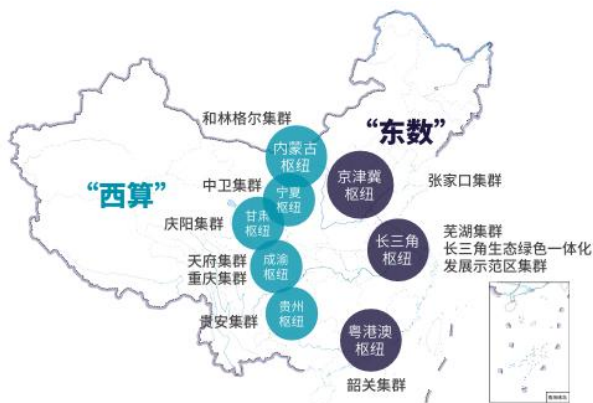 和林格尔集群
内蒙古
枢纽
“东数”
京津冀
枢纽
张家口集群
中卫集群
宁夏
枢纽
“西算”
庆阳集群
甘肃
枢纽
长三角
枢纽
芜湖集群
长三角生态绿色一体化
发展示范区集群
天府集群
重庆集群
成渝
枢纽
贵安集群
贵州
枢纽
粤港澳
枢纽
韶关集群